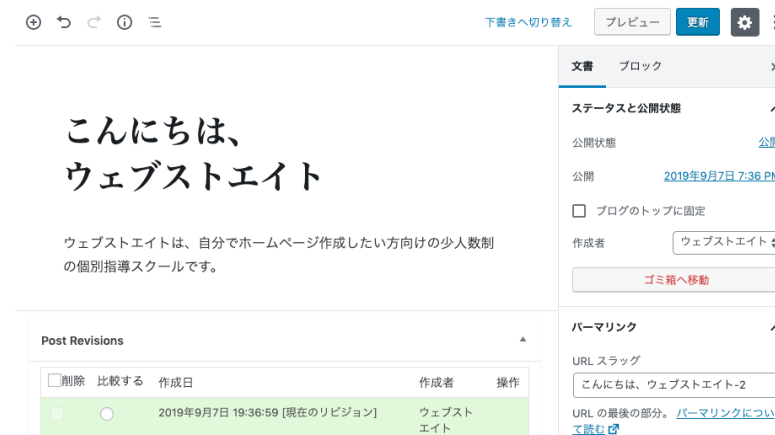 下書きへ切り替え プレビュー 更新
文書 ブロック
こんにちは、
ウェブストエイト
ウェブストエイトは、自分でホームページ作成したい方向けの少人数制
の個別指導スクールです。
ステータスと公開状態
公開状態 公開
公開 2019年9月7日 7:36 PM
ブログのトップに固定
作成者 ウェブストエイト
ゴミ箱へ移動
パーマリンク
URL スラッグ
こんにちは、ウェブストエイト-2
URL の最後の部分。 パーマリンクについ
て読む
Post Revisions
削除 比較する 作成日 作成者 操作
2019年9月7日 19:36:59 [現在のリビジョン] ウェブスト
エイト